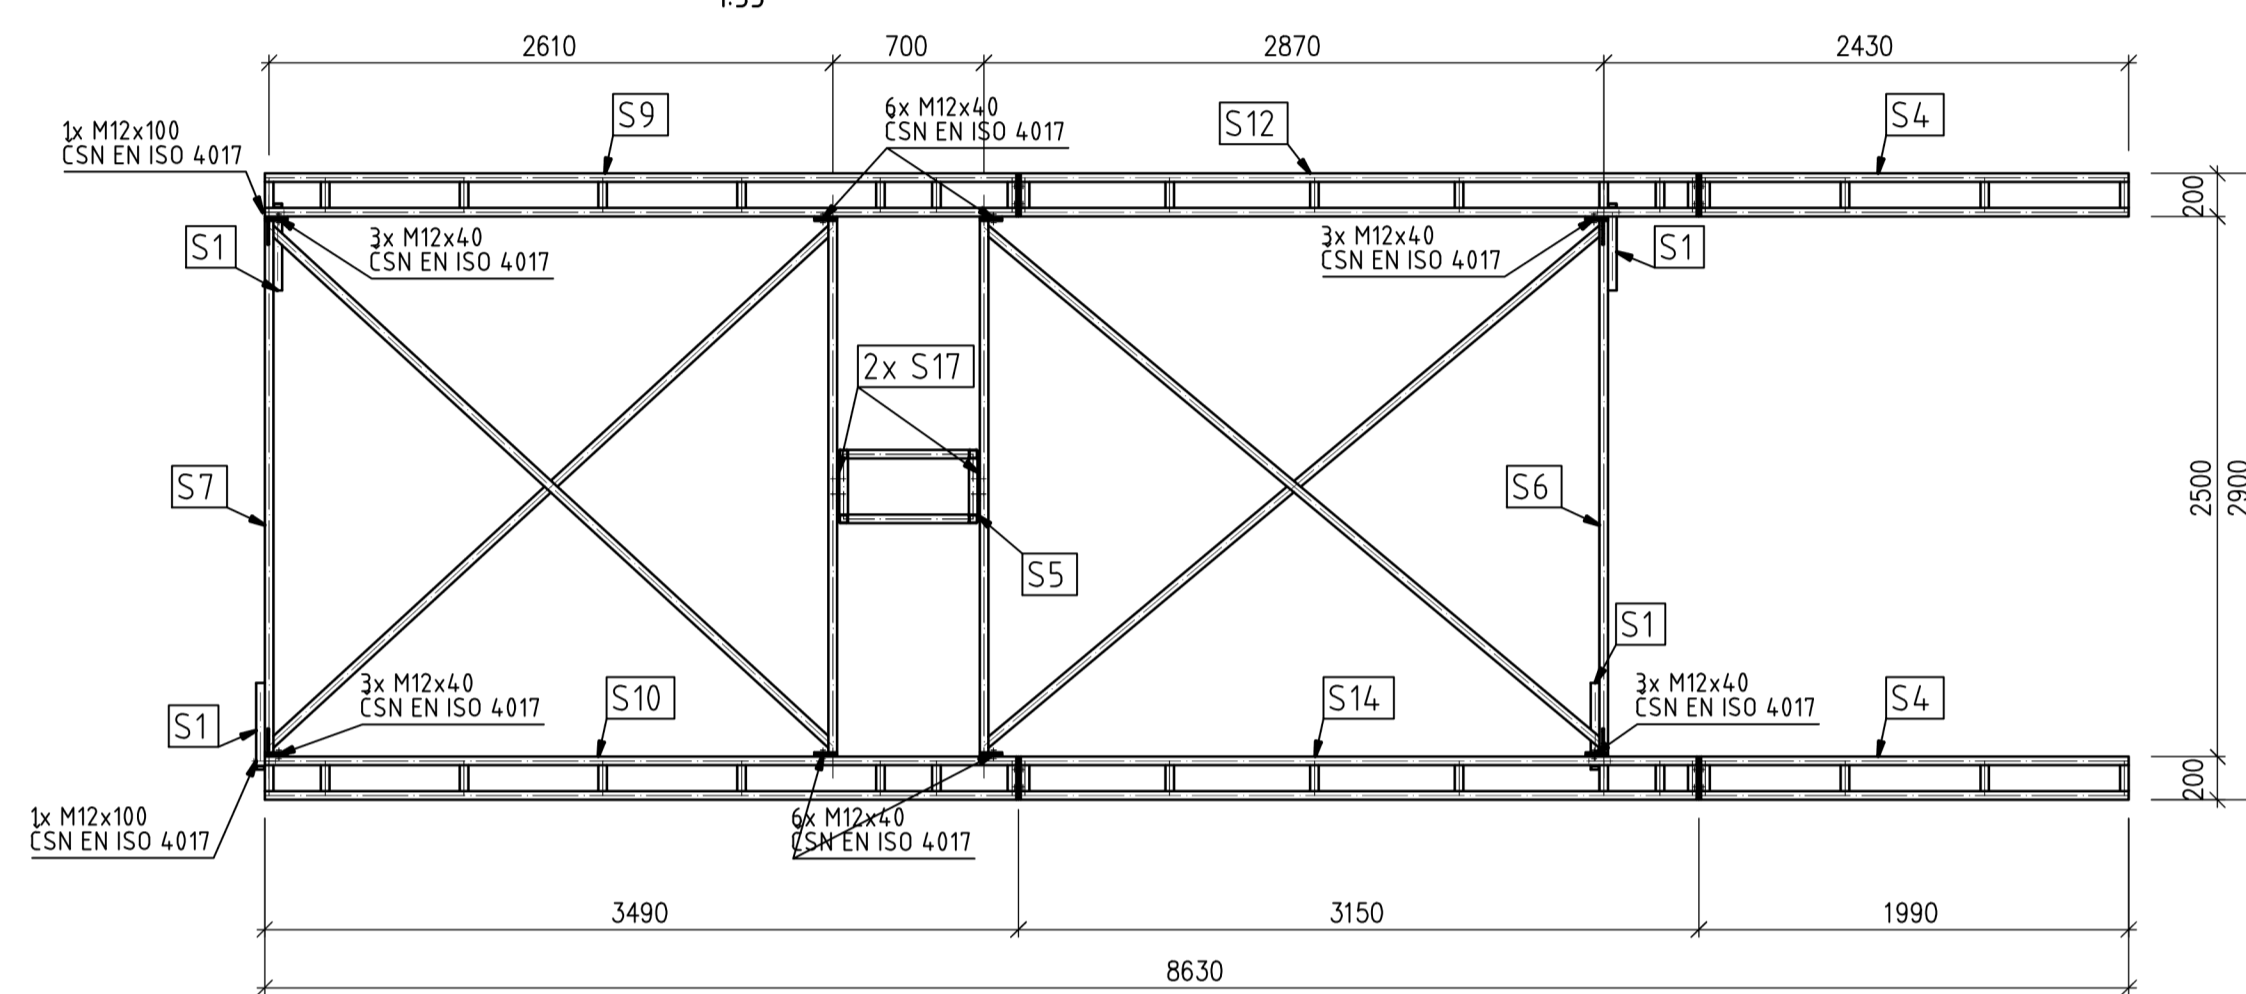 2610
700
2870
2430
S9
6x M12x40
ČSN EN ISO 4017
S12
S4
1x M12x100
ČSN EN ISO 4017
200
S1
3x M12x40
ČSN EN ISO 4017
3x M12x40
ČSN EN ISO 4017
S1
2x S17
S7
S6
2500
2900
S5
S1
3x M12x40
ČSN EN ISO 4017
S10
S14
3x M12x40
ČSN EN ISO 4017
S4
S1
200
1x M12x100
ČSN EN ISO 4017
6x M12x40
ČSN EN ISO 4017
3490
3150
1990
8630